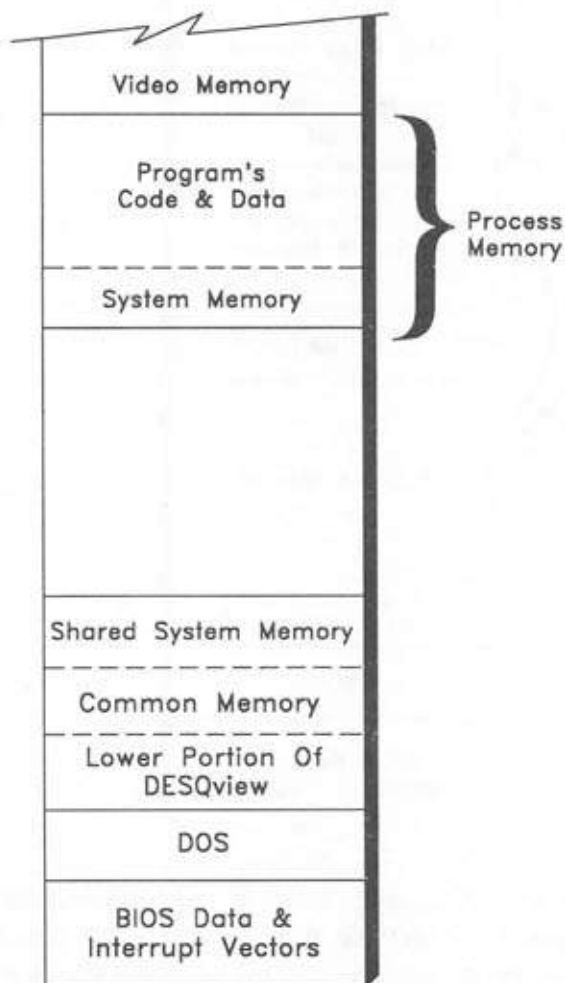 Video Memory
Program's
Code & Data
Process
Memory
System Memory
Shared System Memory
Common Memory
Lower Portion Of
DESQview
DOS
BIOS Data &
Interrupt Vectors